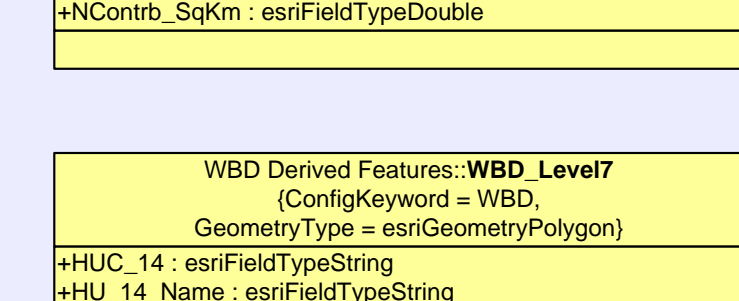 +NContrb_SqKm : esriFieldTypeDouble
WBD Derived Features::WBD_Level7
{ConfigKeyword = WBD,
GeometryType = esriGeometryPolygon}
+HUC_14 : esriFieldTypeString
+HU_14_Name : esriFieldTypeString